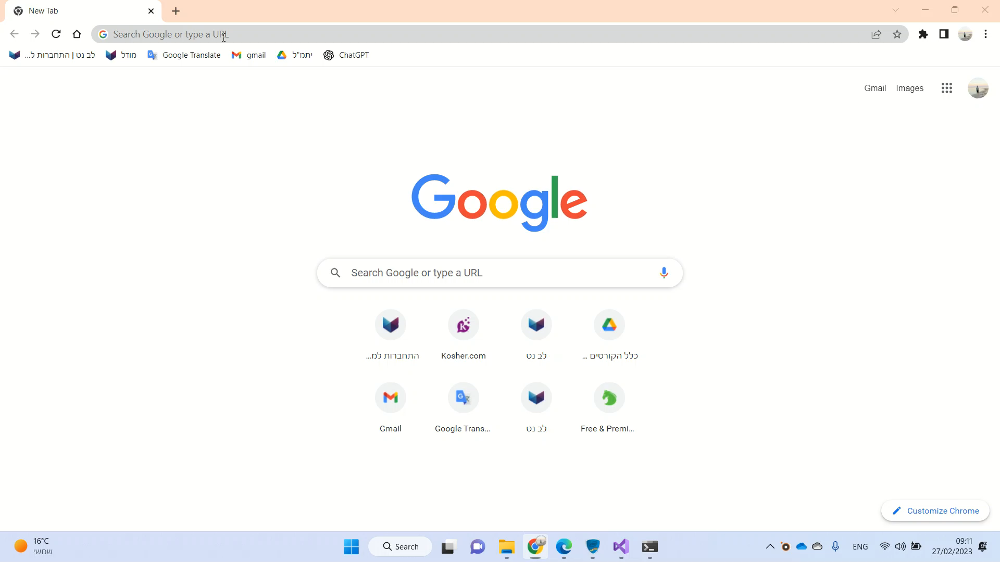 New Tab
Search Google or type a URL
לב נט | התחברות ל...
מודל
Google Translate
gmail
יתמ"ל
ChatGPT
Gmail
Images
Google
Search Google or type a URL
התחברות למ...
Kosher.com
לב נט
כלל הקורסים ...
Gmail
Google Trans...
לב נט
Free & Premi...
Customize Chrome
16°C
שמשי
Search
ENG
09:11
27/02/2023